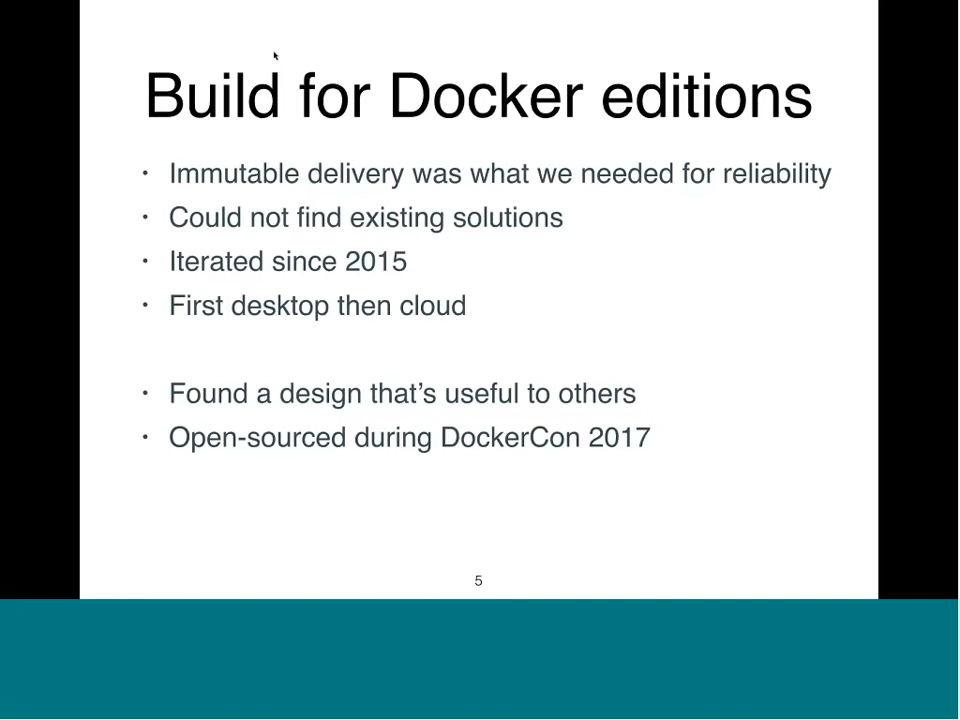 Build for Docker editions
• Immutable delivery was what we needed for reliability
• Could not find existing solutions
• Iterated since 2015
• First desktop then cloud
• Found a design that’s useful to others
• Open-sourced during DockerCon 2017
5